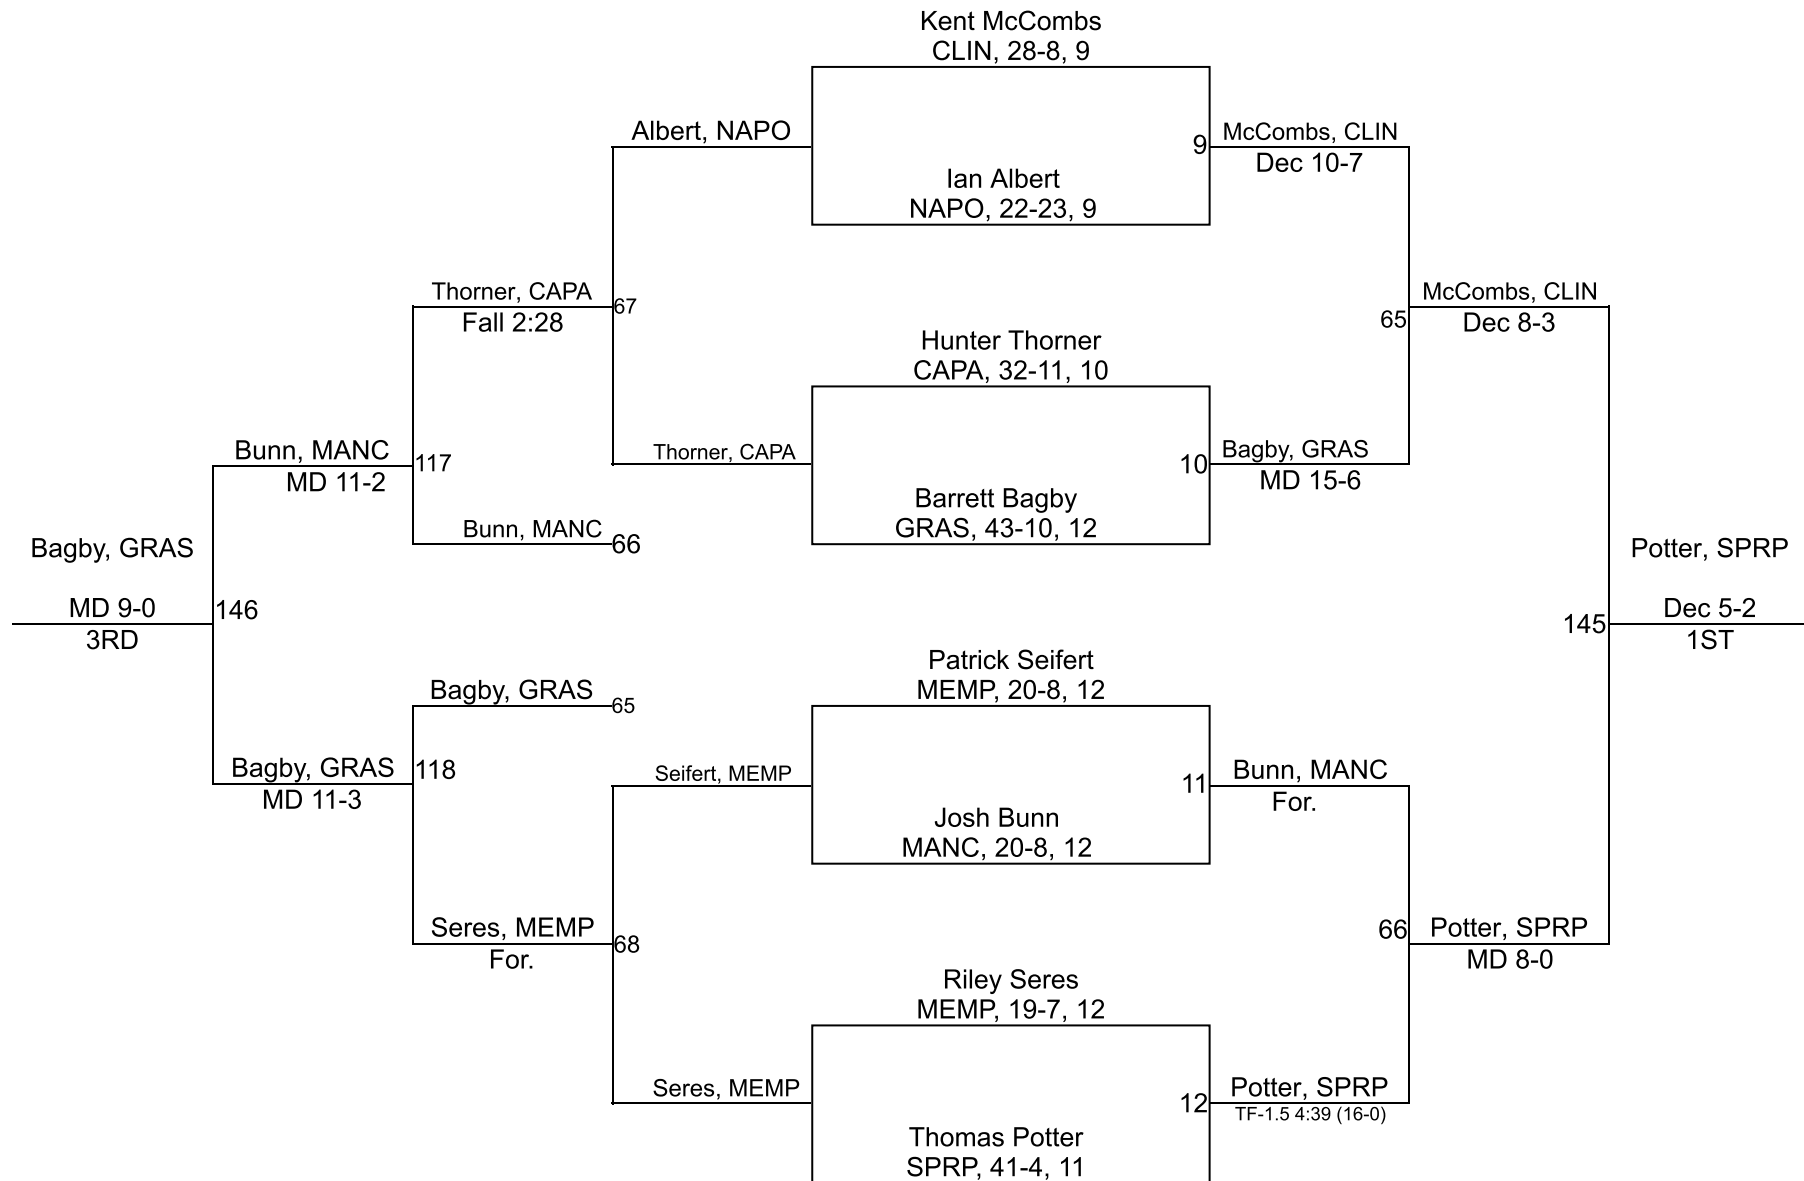 Kent McCombs
CLIN, 28-8, 9
Albert, NAPO
9
McCombs, CLIN
Dec 10-7
Ian Albert
NAPO, 22-23, 9
Thorner, CAPA
Fall 2:28
67
McCombs, CLIN
65
Dec 8-3
Hunter Thorner
CAPA, 32-11, 10
Bunn, MANC
MD 11-2
117
Thorner, CAPA
10
Bagby, GRAS
MD 15-6
Barrett Bagby
GRAS, 43-10, 12
Bunn, MANC
66
Bagby, GRAS
Potter, SPRP
MD 9-0
146
3RD
145
Dec 5-2
1ST
Patrick Seifert
MEMP, 20-8, 12
Bagby, GRAS
65
Bagby, GRAS
MD 11-3
118
Seifert, MEMP
11
Bunn, MANC
For.
Josh Bunn
MANC, 20-8, 12
Seres, MEMP
For.
68
66
Potter, SPRP
MD 8-0
Riley Seres
MEMP, 19-7, 12
Seres, MEMP
12
Potter, SPRP
TF-1.5 4:39 (16-0)
Thomas Potter
SPRP, 41-4, 11